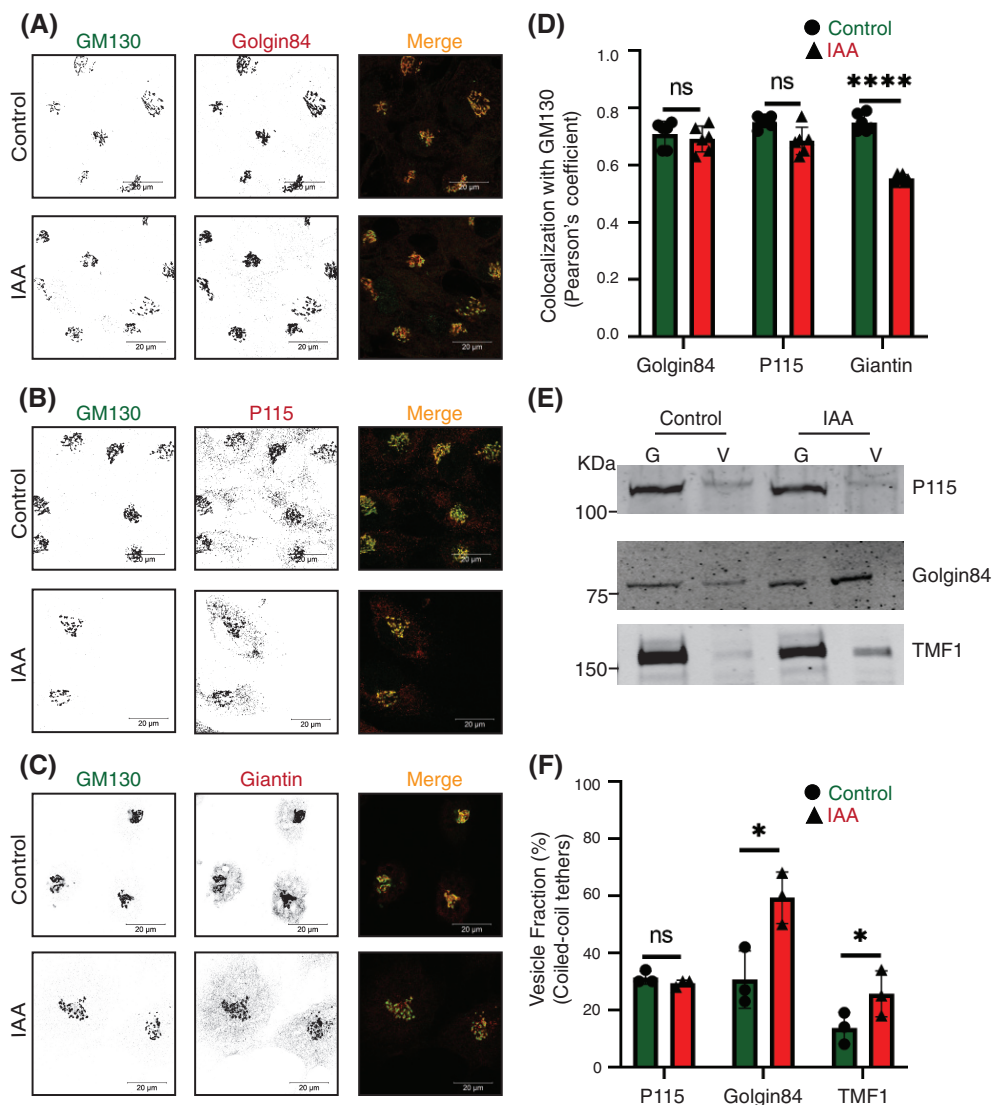 (A)
GM130 Golgin84 Merge
Control
20 µm 20 µm 20 µm
IAA
20 µm 20 µm 20 µm
(B)
GM130 P115 Merge
Control
20 µm 20 µm 20 µm
IAA
20 µm 20 µm 20 µm
(C)
GM130 Giantin Merge
Control
20 µm 20 µm 20 µm
IAA
20 µm 20 µm 20 µm
(D)
Control
IAA
Colocalization with GM130
(Pearson's coefficient)
1.0
0.8
0.6
0.4
0.2
0.0
ns ns ****
Golgin84 P115 Giantin
(E)
Control IAA
KDa G V G V
P115
100
Golgin84
75
TMF1
150
(F)
Control
IAA
Vesicle Fraction (%)
(Coiled-coil tethers)
100
80
60
40
20
0
ns * *
P115 Golgin84 TMF1